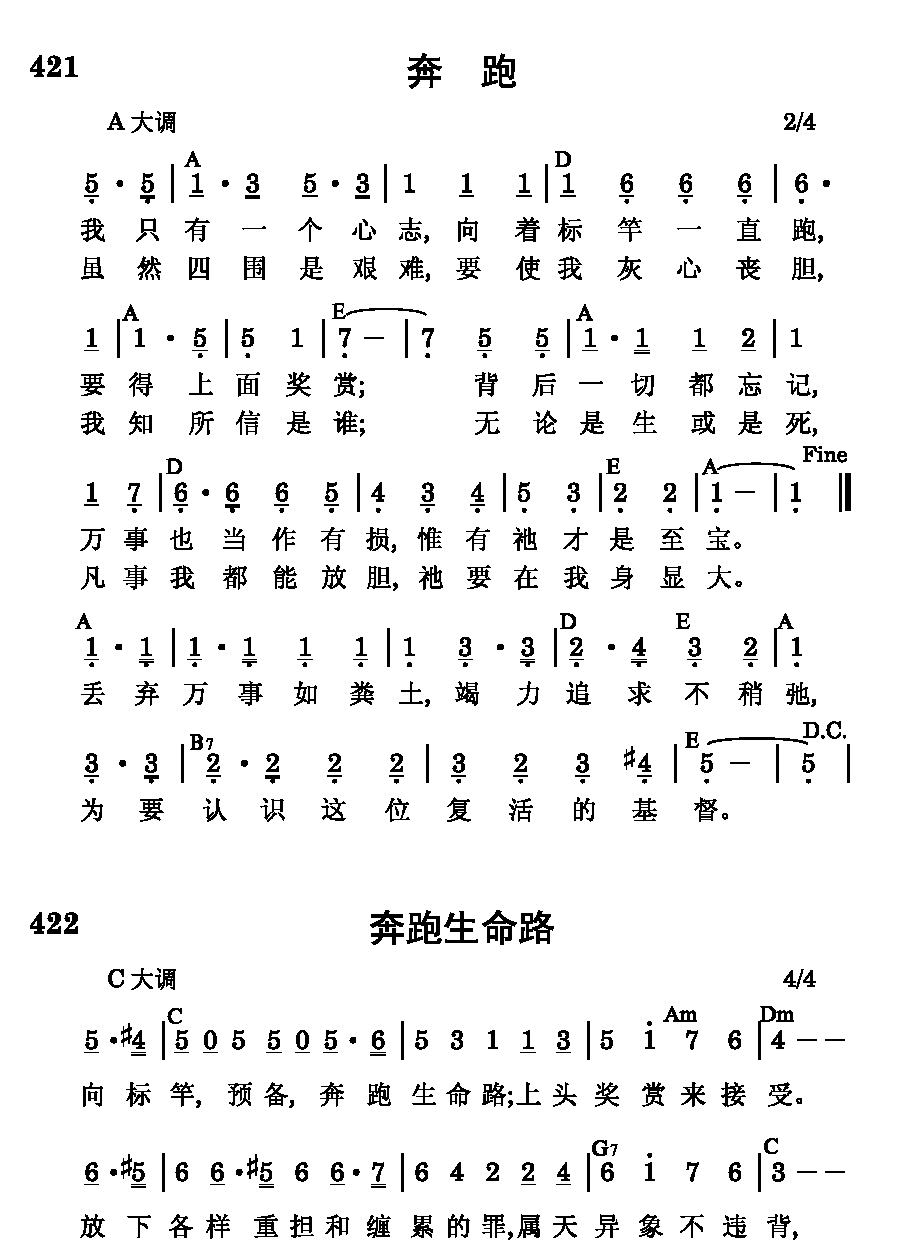 421 奔 跑
A 大调 2/4
A D
5 · 5 | 1 · 3 5 · 3 | 1 1 1 | 1 6 6 6 | 6 ·
我 只 有 一 个 心 志, 向 着 标 竿 一 直 跑,
虽 然 四 围 是 艰 难, 要 使 我 灰 心 丧 胆,
A E A
1 | 1 · 5 | 5 1 | 7 · — | 7 5 5 | 1 · 1 1 2 | 1
要 得 上 面 奖 赏; 背 后 一 切 都 忘 记,
我 知 所 信 是 谁; 无 论 是 生 或 是 死,
D E A Fine
1 7 | 6 · 6 6 5 | 4 3 4 | 5 3 | 2 2 | 1 — | 1 ‖
万 事 也 当 作 有 损, 惟 有 祂 才 是 至 宝。
凡 事 我 都 能 放 胆, 祂 要 在 我 身 显 大。
A D E A
1 · 1 | 1 · 1 1 1 | 1 3 · 3 | 2 · 4 3 2 | 1
丢 弃 万 事 如 粪 土, 竭 力 追 求 不 稍 弛,
B7 E D.C.
3 · 3 | 2 · 2 2 2 | 3 2 3 #4 | 5 — | 5 |
为 要 认 识 这 位 复 活 的 基 督。
422 奔跑生命路
C 大调 4/4
C Am Dm
5 · #4 | 5 0 5 5 0 5 · 6 | 5 3 1 1 3 | 5 1 7 6 | 4 — —
向 标 竿, 预 备, 奔 跑 生 命 路; 上 头 奖 赏 来 接 受。
G7 C
6 · #5 | 6 6 · #5 6 6 · 7 | 6 4 2 2 4 | 6 1 7 6 | 3 — —
放 下 各 样 重 担 和 缠 累 的 罪, 属 天 异 象 不 违 背,